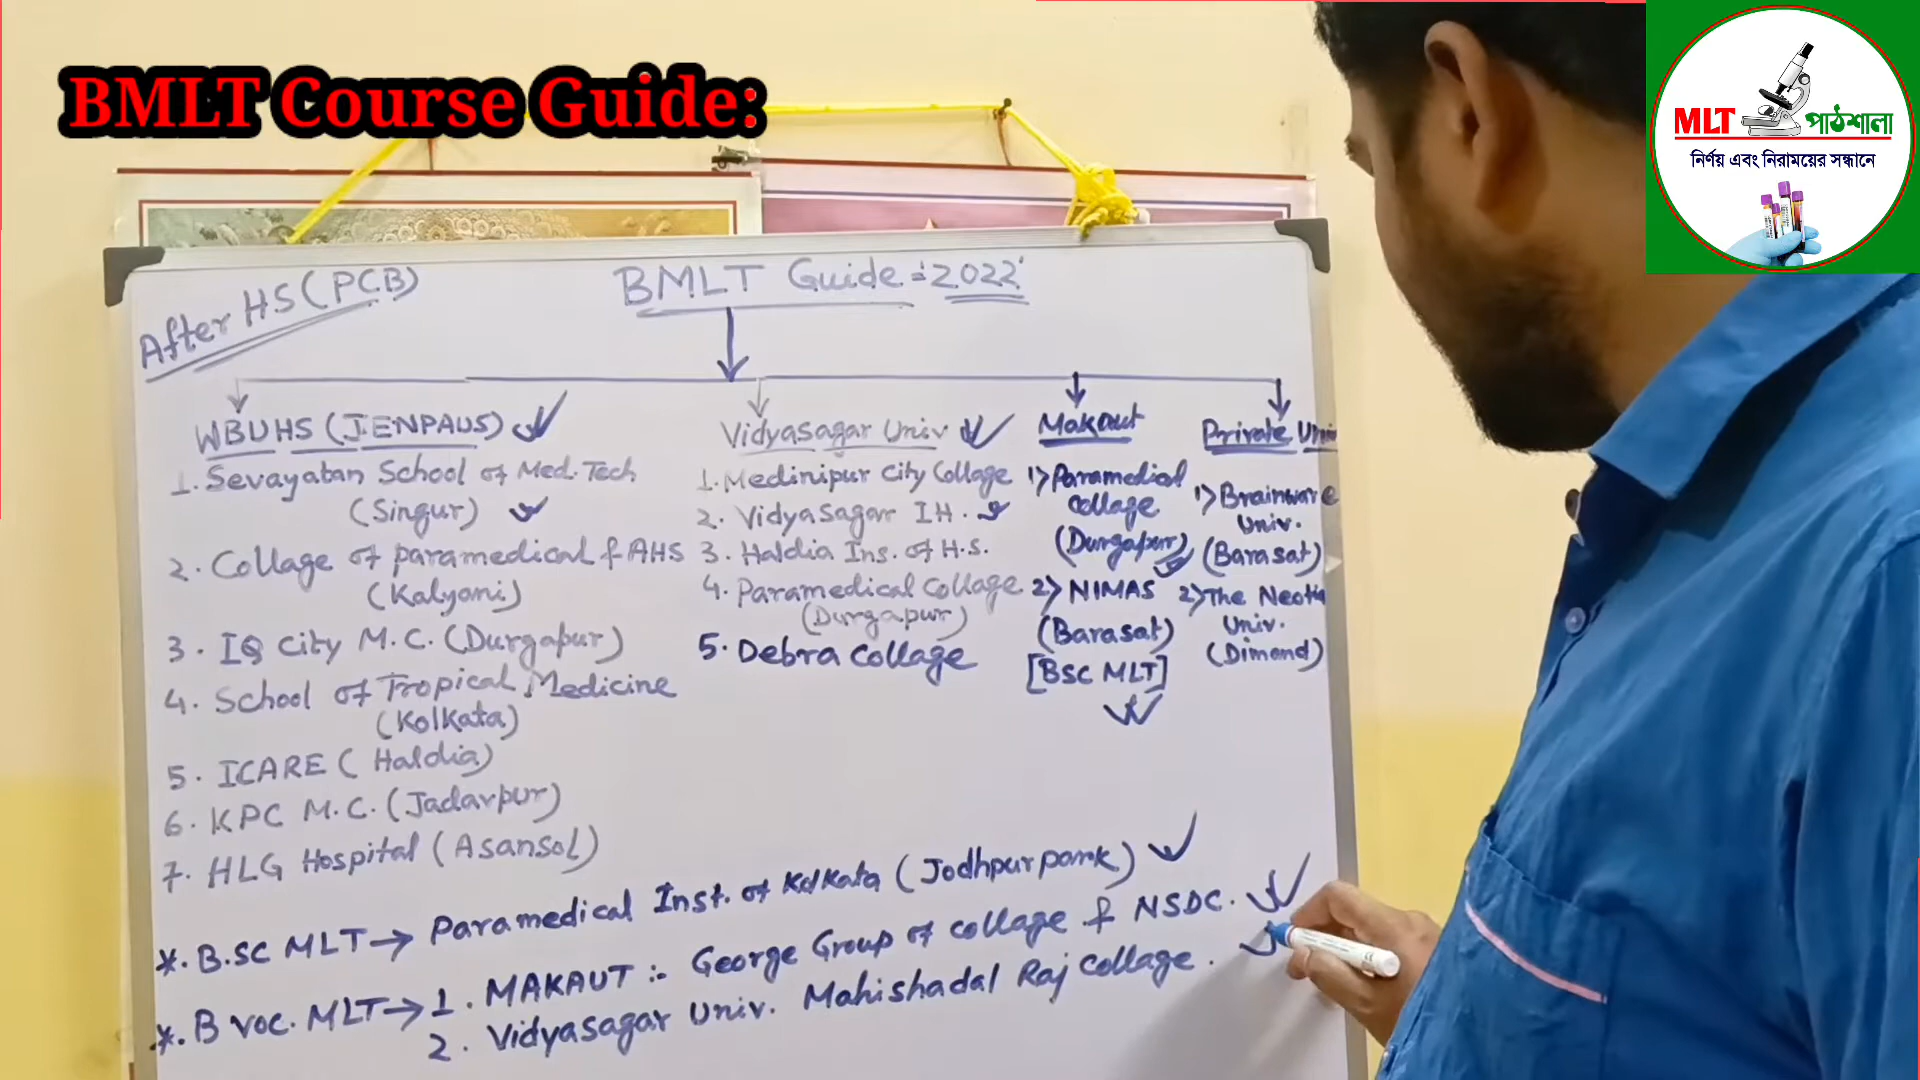 BMLT Course Guide:
MLT পাঠশালা
নির্ণয় এবং নিরাময়ের সন্ধানে
After HS (PCB)
BMLT Guide = '2022'
WBUHS (JENPAUS)
1. Sevayatan School of Med. Tech
(Singur)
2. Collage of paramedical & AHS
(Kalyani)
3. IQ City M.C. (Durgapur)
4. School of Tropical Medicine
(Kolkata)
5. ICARE (Haldia)
6. KPC M.C. (Jadavpur)
7. HLG Hospital (Asansol)
Vidyasagar Univ
1. Medinipur City Collage
2. Vidyasagar I.H.
3. Haldia Ins. of H.S.
4. Paramedical Collage
(Durgapur)
5. Debra Collage
Makaut
1) Paramedical
Collage
(Durgapur)
2) NIMAS
(Barasat)
[BSC MLT]
Private Univ
1) Brainware
Univ.
(Barasat)
2) The Neotia
Univ.
(Dimond)
*. B.SC MLT → Paramedical Inst. of Kolkata (Jodhpur park)
*. B VOC. MLT → 1. MAKAUT :- George Group of collage & NSDC.
2. Vidyasagar Univ. Mahishadal Raj Collage.